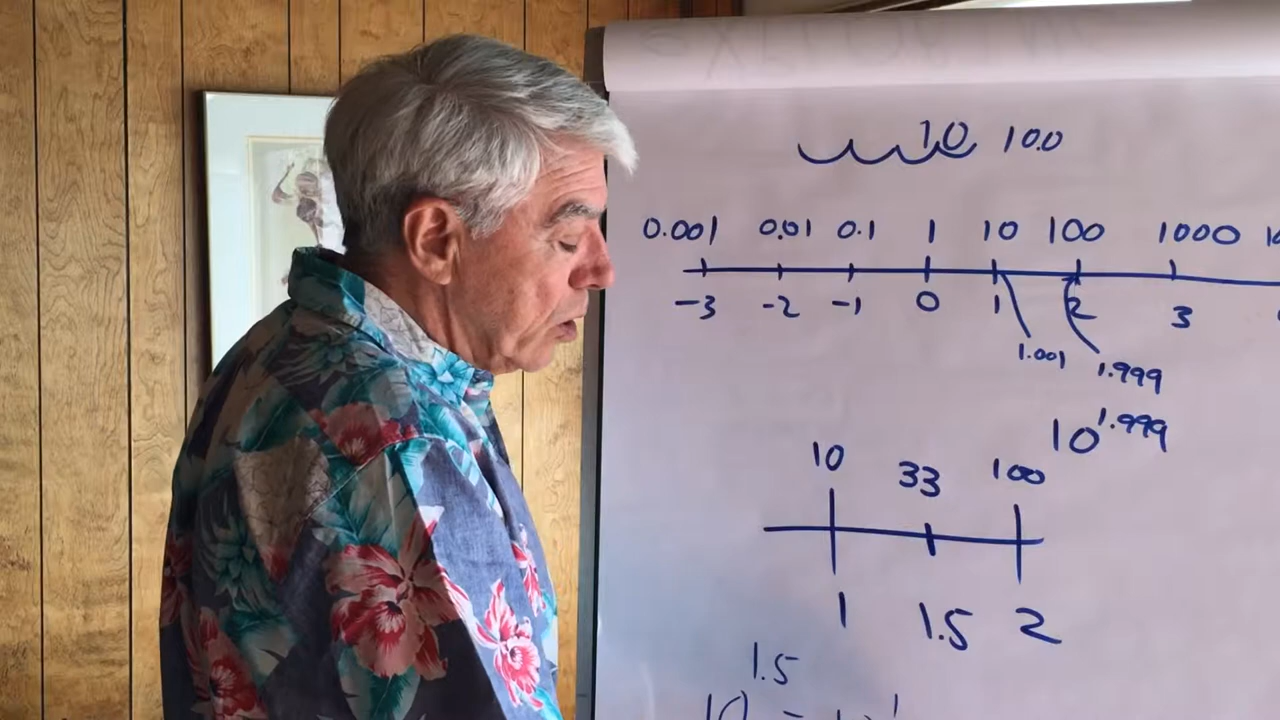 10 10.0
0.001 0.01 0.1 1 10 100 1000
-3 -2 -1 0 1 2 3
1.001 1.999
10^1.999
10 33 100
1 1.5 2
1.5
10 =